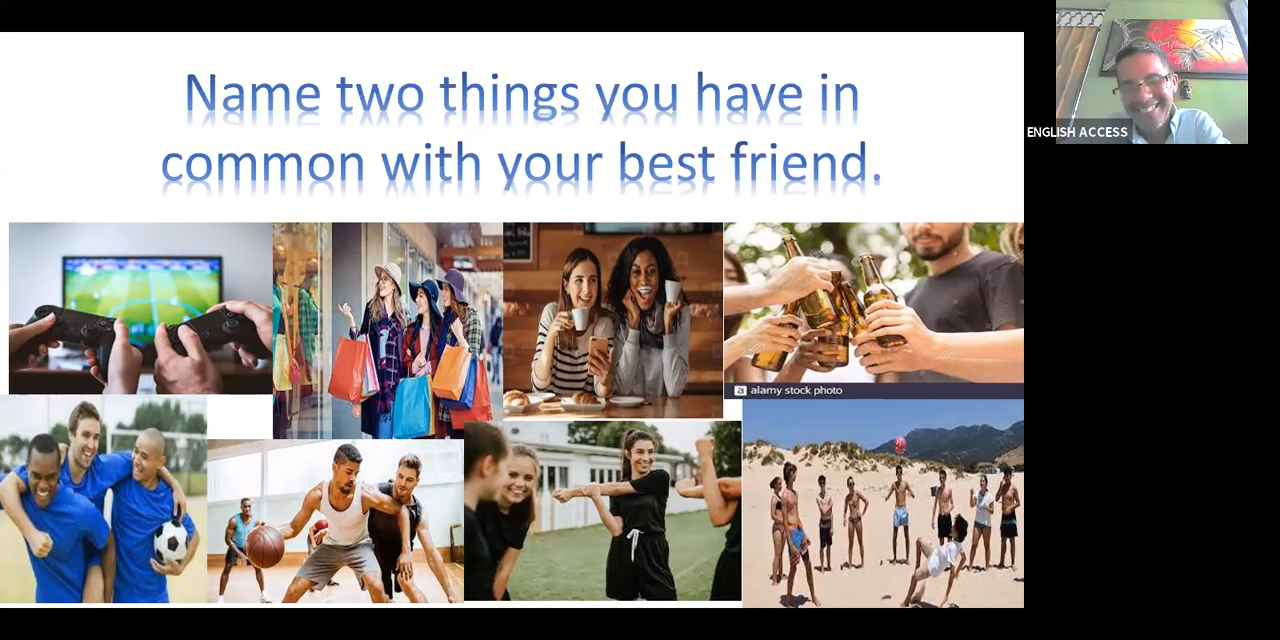 Name two things you have in
common with your best friend.
ENGLISH ACCESS
a alamy stock photo